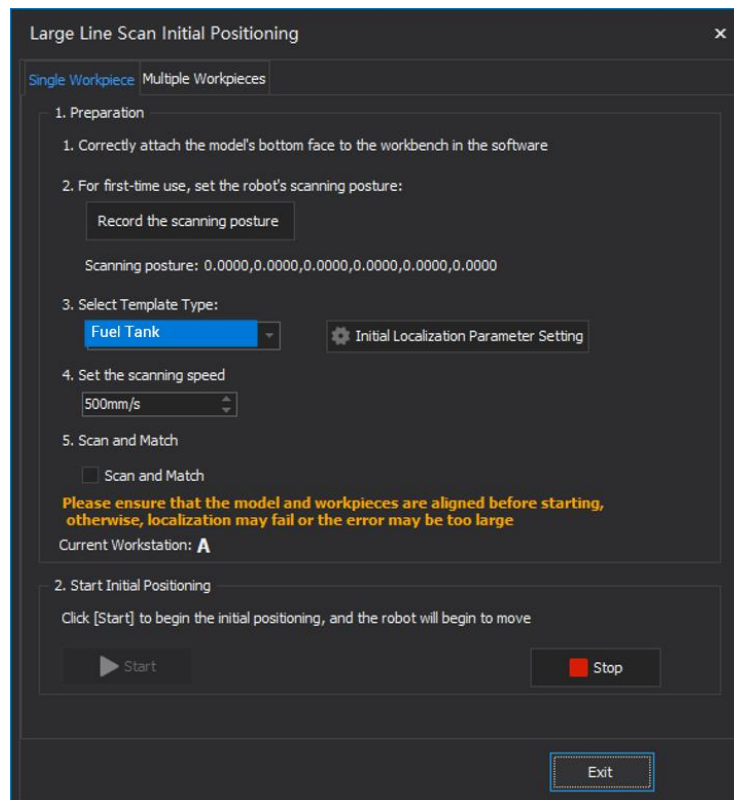 Large Line Scan Initial Positioning
Single Workpiece Multiple Workpieces
1. Preparation
1. Correctly attach the model's bottom face to the workbench in the software
2. For first-time use, set the robot's scanning posture:
Record the scanning posture
Scanning posture: 0.0000,0.0000,0.0000,0.0000,0.0000,0.0000
3. Select Template Type:
Fuel Tank Initial Localization Parameter Setting
4. Set the scanning speed
500mm/s
5. Scan and Match
Scan and Match
Please ensure that the model and workpieces are aligned before starting,
otherwise, localization may fail or the error may be too large
Current Workstation: A
2. Start Initial Positioning
Click [Start] to begin the initial positioning, and the robot will begin to move
Start Stop
Exit